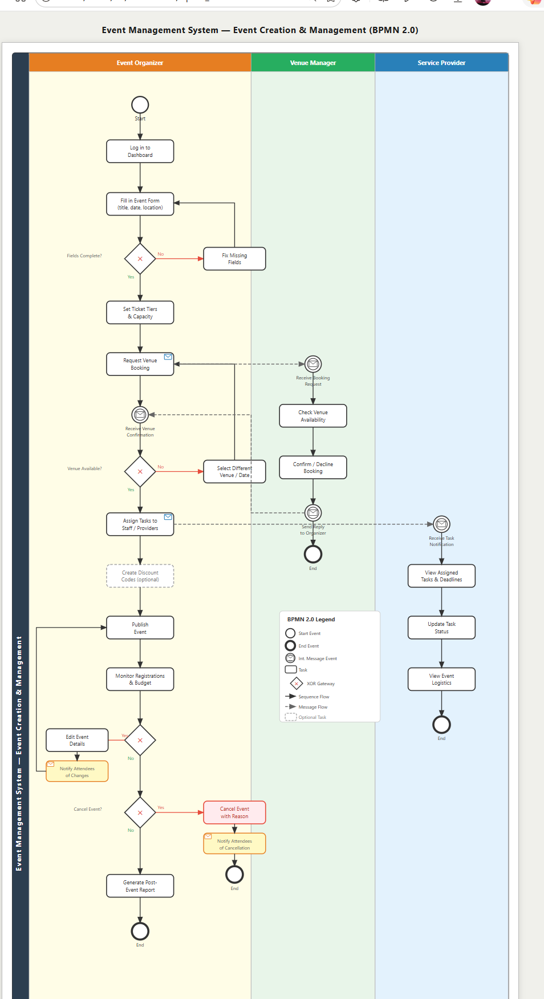 Event Management System — Event Creation & Management (BPMN 2.0)
Event Organizer
Venue Manager
Service Provider
Start
Log in to
Dashboard
Fill in Event Form
(title, date, location)
Fields Complete?
No
Fix Missing
Fields
Yes
Set Ticket Tiers
& Capacity
Request Venue
Booking
Receive Booking
Request
Receive Venue
Confirmation
Check Venue
Availability
Venue Available?
No
Select Different
Venue / Date
Confirm / Decline
Booking
Yes
Assign Tasks to
Staff / Providers
Send Reply
to Organizer
End
Receive Task
Notification
Create Discount
Codes (optional)
View Assigned
Tasks & Deadlines
Publish
Event
Update Task
Status
Monitor Registrations
& Budget
View Event
Logistics
End
BPMN 2.0 Legend
Start Event
End Event
Int. Message Event
Task
XOR Gateway
Sequence Flow
Message Flow
Optional Task
Edit Event
Details
Yes
No
Notify Attendees
of Changes
Cancel Event?
Yes
No
Cancel Event
with Reason
Notify Attendees
of Cancellation
End
Generate Post-
Event Report
End
Event Management System — Event Creation & Management